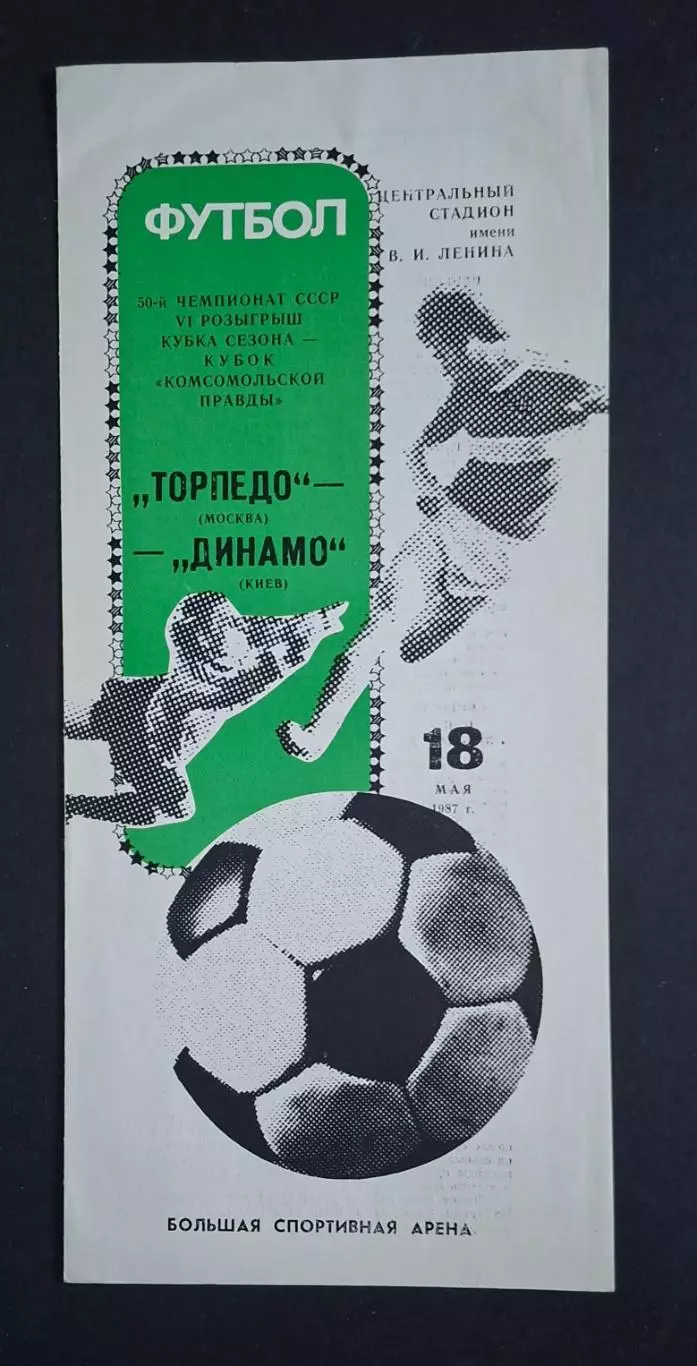 ФУТБОЛ
50-й ЧЕМПИОНАТ СССР
VI РОЗЫГРЫШ
КУБКА СЕЗОНА —
КУБОК
«КОМСОМОЛЬСКОЙ
ПРАВДЫ»
„ТОРПЕДО“—
(МОСКВА)
— „ДИНАМО“
(КИЕВ)
ЦЕНТРАЛЬНЫЙ
СТАДИОН
имени
В. И. ЛЕНИНА
18
МАЯ
1987 г.
БОЛЬШАЯ СПОРТИВНАЯ АРЕНА